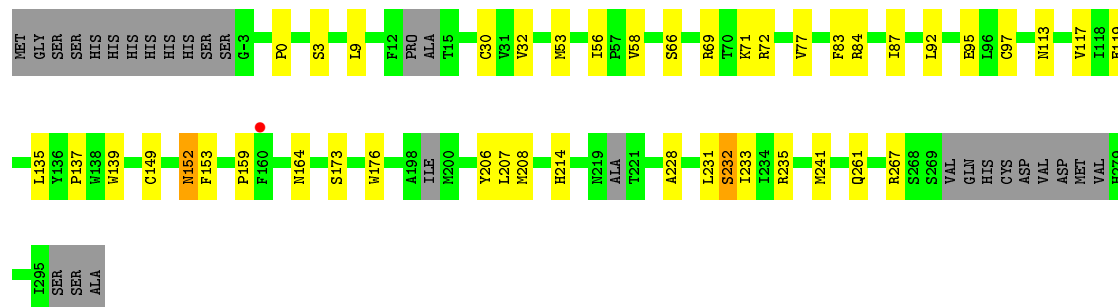 MET GLY SER SER HIS HIS HIS HIS HIS HIS SER SER G-3 P0 S3 L9 F12 PRO ALA T15 C30 V31 V32 M53 I56 P57 V58 S66 R69 T70 K71 R72 V77 F83 R84 I87 L92 E95 L96 C97 N113 V117 I118
L135 Y136 P137 W138 W139 C149 N152 F153 P159 F160 N164 S173 W176 A198 ILE M200 Y206 L207 M208 H214 N219 ALA T221 A228 L231 S232 I233 I234 R235 M241 Q261 R267 S268 S269 VAL GLN HIS CYS ASP VAL ASP MET VAL
I295 SER SER ALA